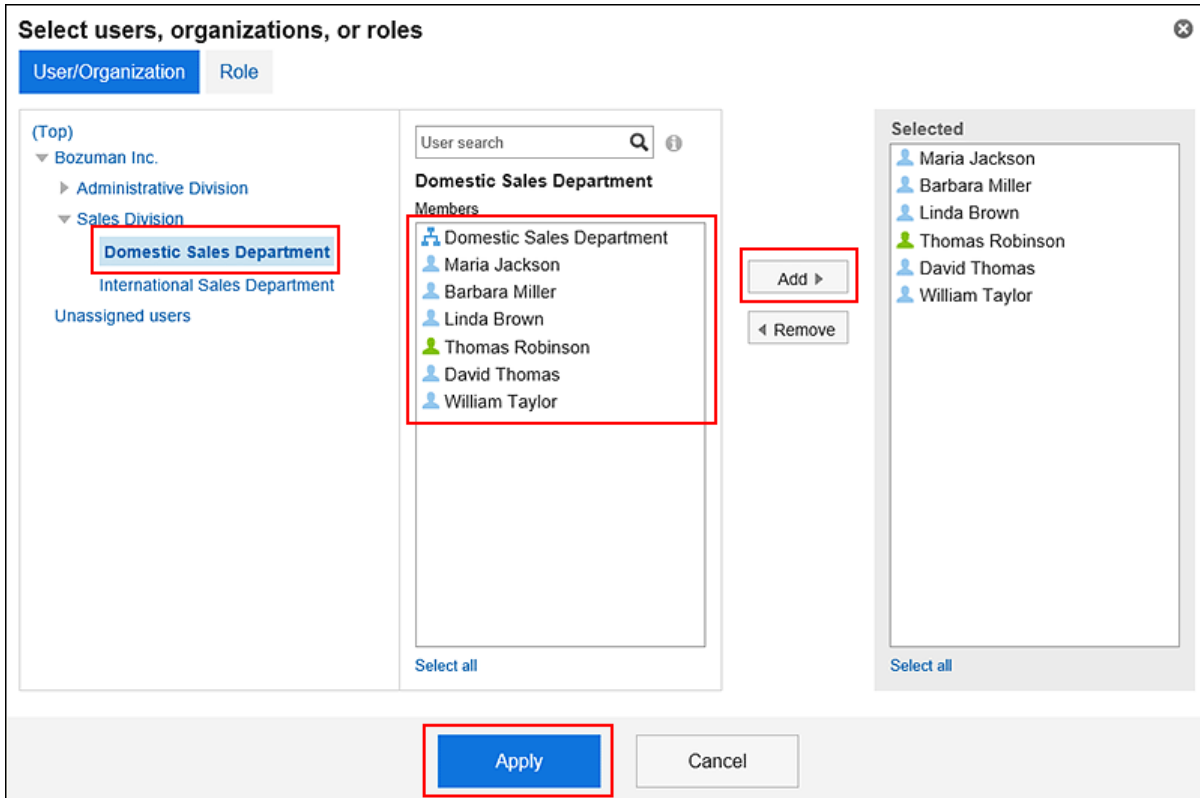 Select users, organizations, or roles
User/Organization
Role
(Top)
Bozuman Inc.
Administrative Division
Sales Division
Domestic Sales Department
International Sales Department
Unassigned users
User search
Domestic Sales Department
Members
Domestic Sales Department
Maria Jackson
Barbara Miller
Linda Brown
Thomas Robinson
David Thomas
William Taylor
Select all
Add
Remove
Selected
Maria Jackson
Barbara Miller
Linda Brown
Thomas Robinson
David Thomas
William Taylor
Select all
Apply
Cancel